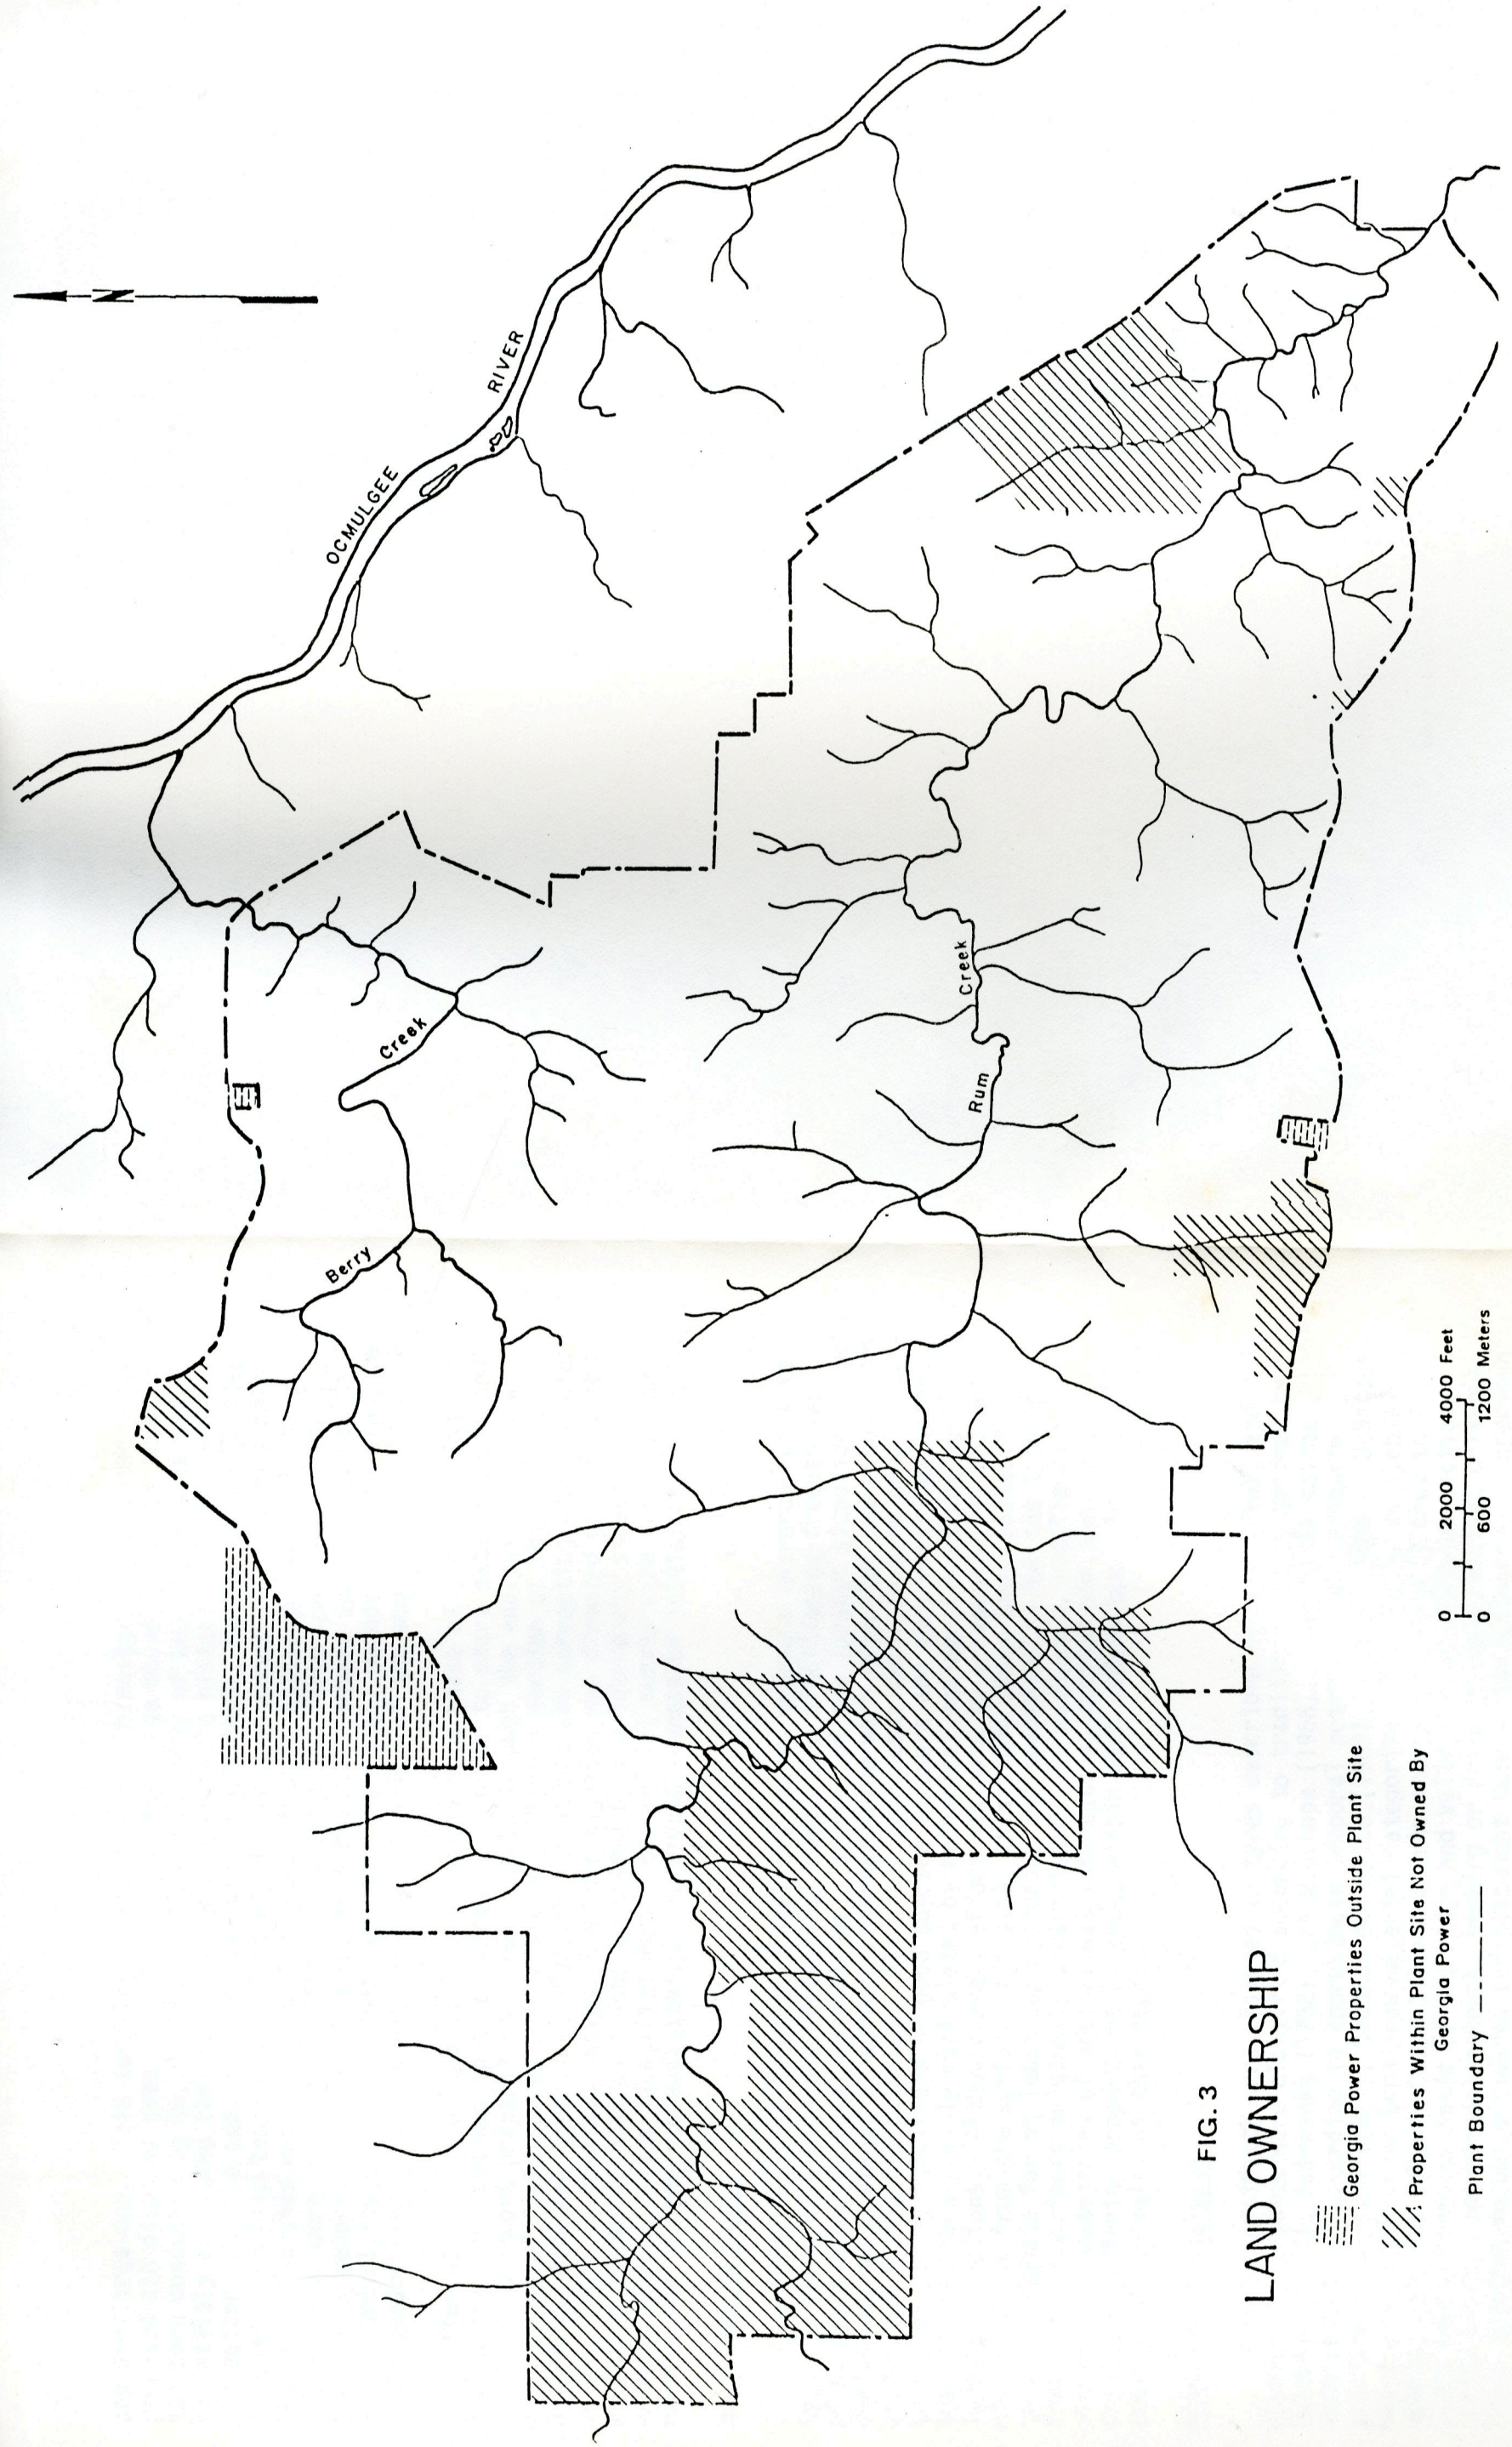 N
OCMULGEE RIVER
Berry Creek
Rum Creek
0 2000 4000 Feet
0 600 1200 Meters
FIG. 3
LAND OWNERSHIP
Georgia Power Properties Outside Plant Site
Properties Within Plant Site Not Owned By
Georgia Power
Plant Boundary